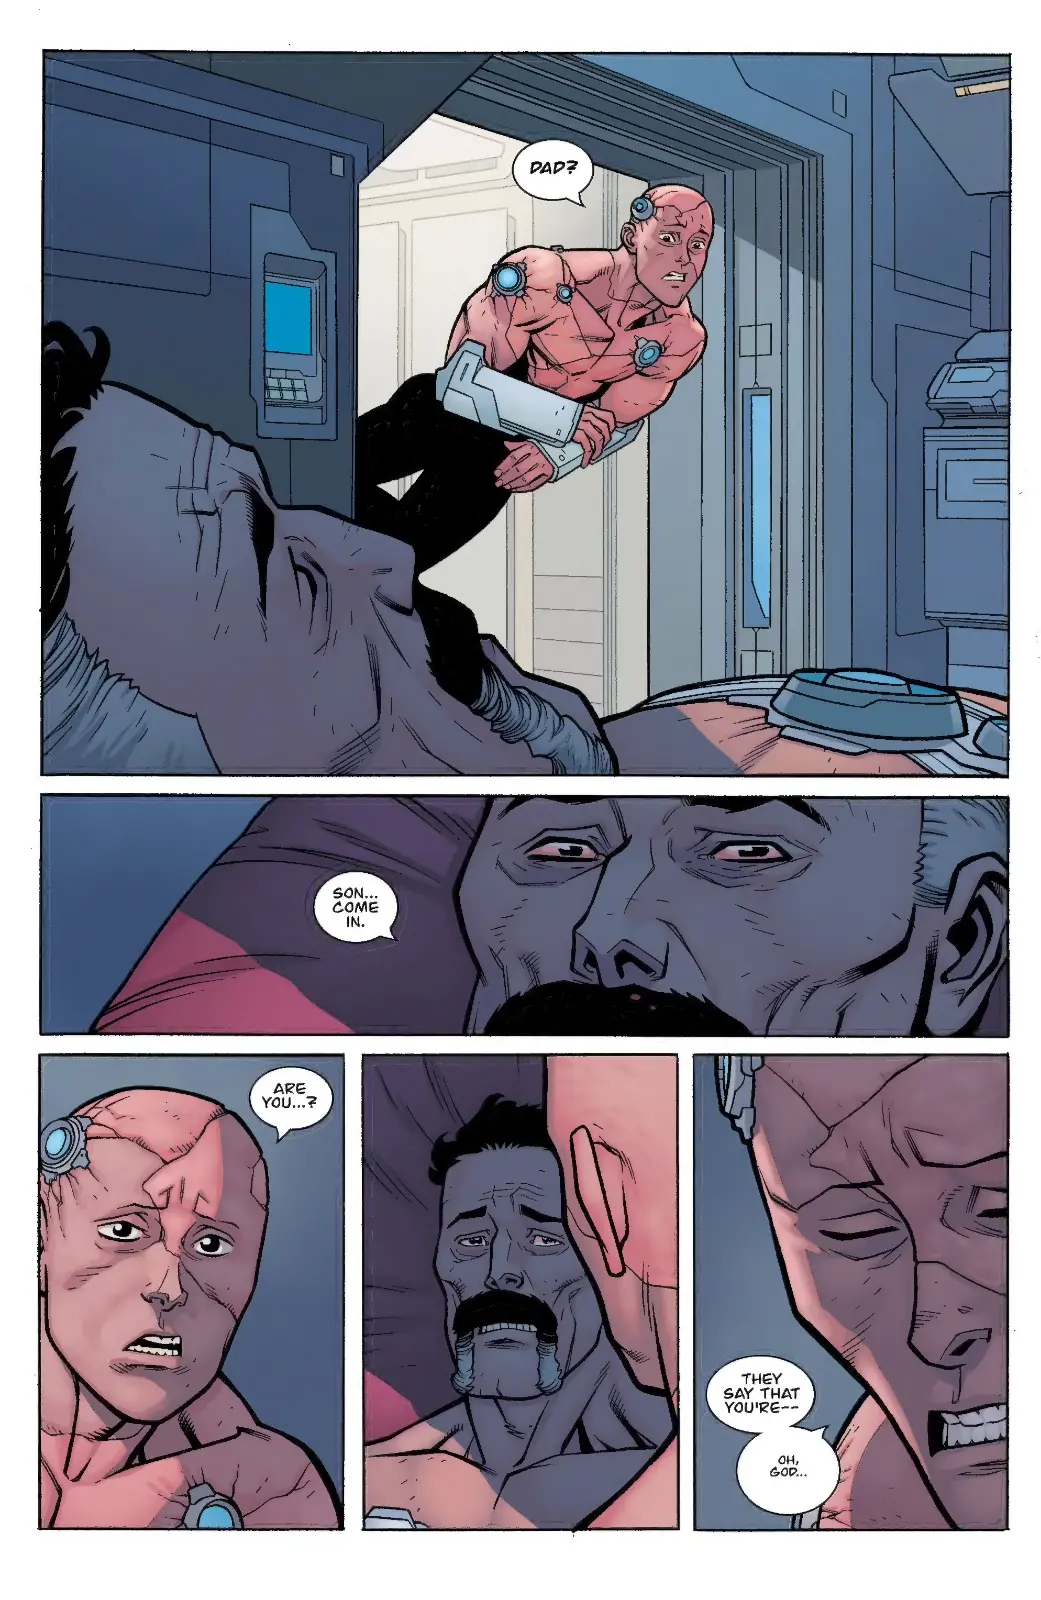 DAD?
SON...
COME
IN.
ARE
YOU...?
THEY
SAY THAT
YOU'RE--
OH,
GOD...